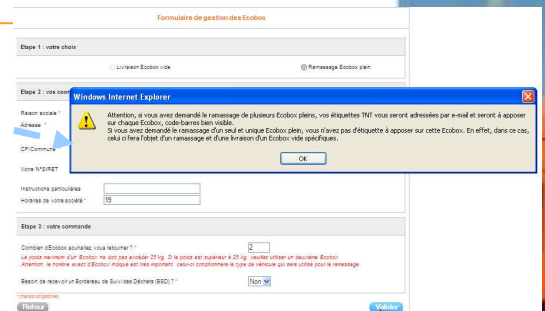 Formulaire de gestion des Ecobox
Etape 1 : votre choix
Livraison Ecobox vide
Ramassage Ecobox plein
Etape 2 : vos coor
Windows Internet Explorer
Raison sociale *
Attention, si vous avez demandé le ramassage de plusieurs Ecobox pleins, vos étiquettes TNT vous seront adressées par e-mail et seront à apposer
sur chaque Ecobox, code-barres bien visible.
Adresse *
Si vous avez demandé le ramassage d'un seul et unique Ecobox plein, vous n'avez pas d'étiquette à apposer sur cette Ecobox. En effet, dans ce cas,
celui ci fera l'objet d'un ramassage et d'une livraison d'un Ecobox vide spécifiques.
CP/Commune
OK
Votre N°SIRET
Instructions particulières
Horaires de votre société *
19
Etape 3 : votre commande
Combien d'Ecobox souhaitez vous retourner ? *
2
Le poids maximum d'un Ecobox ne doit pas excéder 25 kg. Si le poids est supérieur à 25 kg, veuillez utiliser un deuxième Ecobox
Attention, le nombre exact d'Ecobox indiqué est très important, celui-ci conditionnera le type de véhicule qui sera utilisé pour le ramassage.
Besoin de recevoir un Bordereau de Suivi des Déchets (BSD) ? *
Non
* champs obligatoires
Retour
Valider